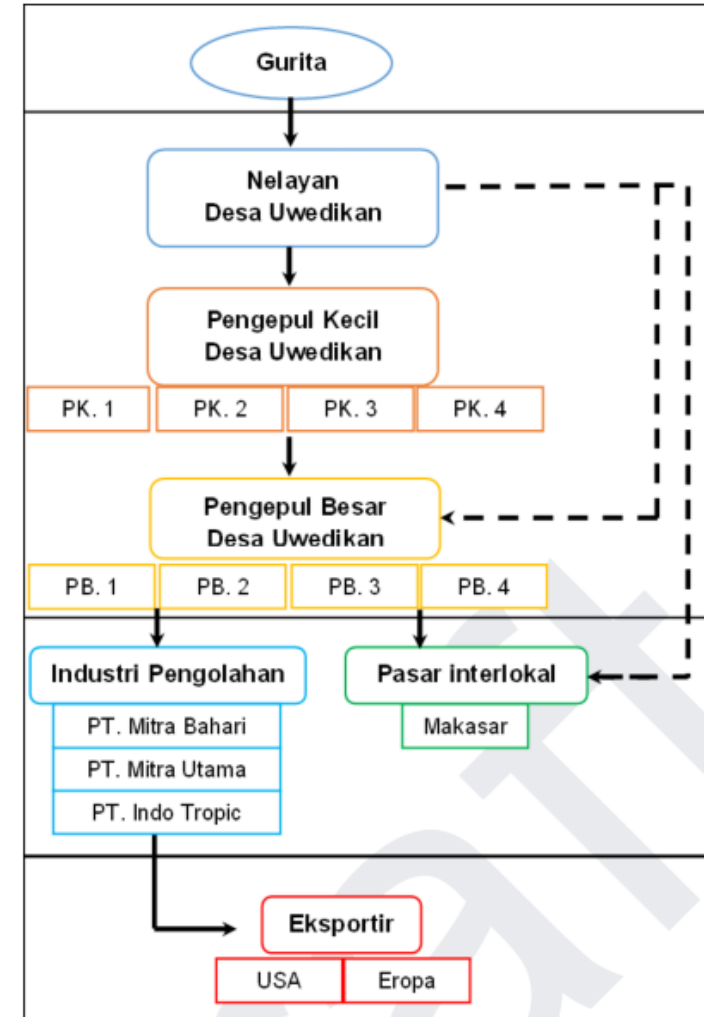 Gurita
Nelayan
Desa Uwedikan
Pengepul Kecil
Desa Uwedikan
PK. 1
PK. 2
PK. 3
PK. 4
Pengepul Besar
Desa Uwedikan
PB. 1
PB. 2
PB. 3
PB. 4
Industri Pengolahan
PT. Mitra Bahari
PT. Mitra Utama
PT. Indo Tropic
Pasar interlokal
Makasar
Eksportir
USA
Eropa